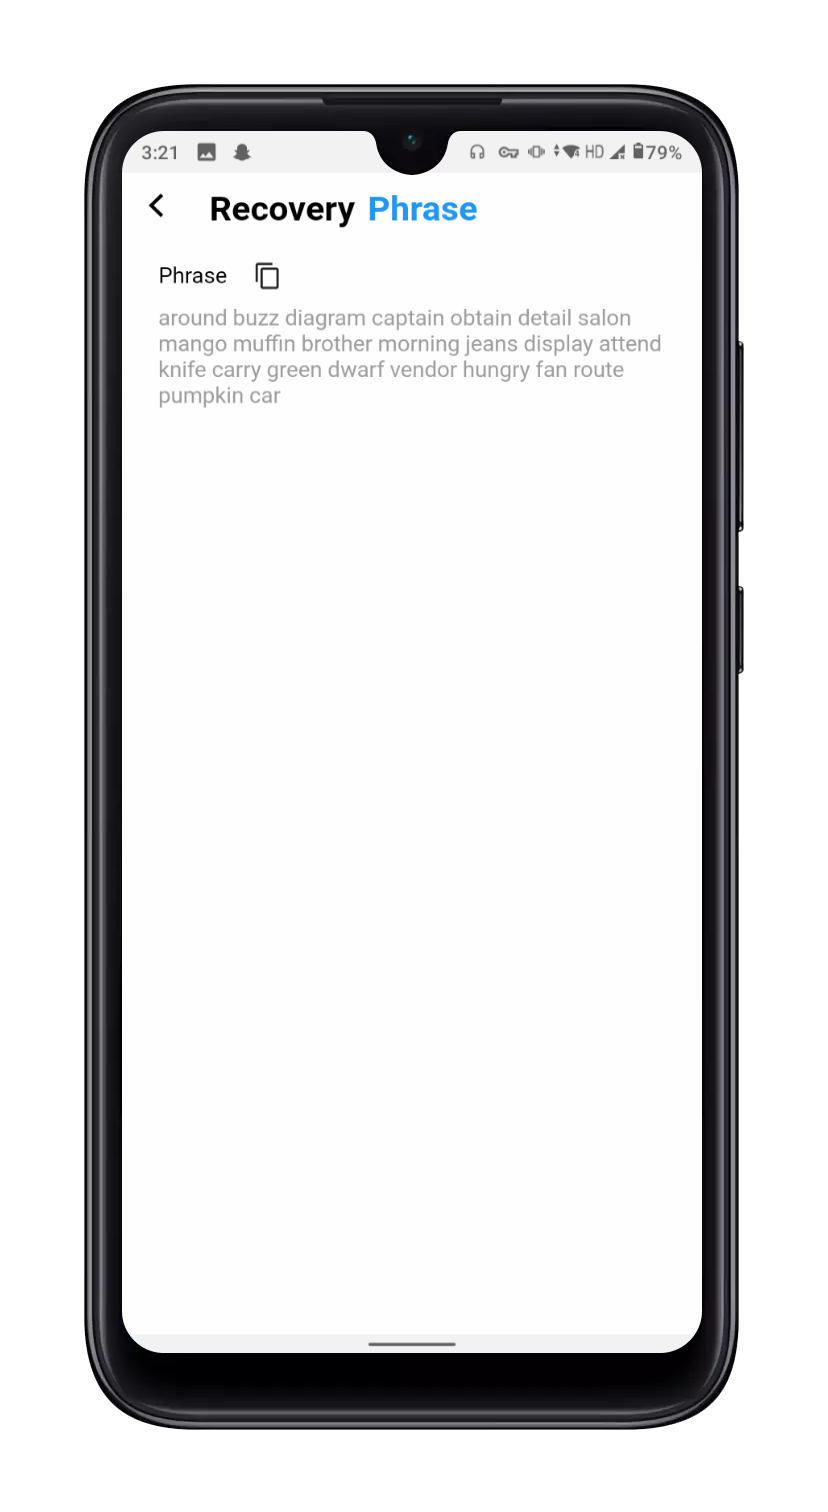 3:21 HD 79%
Recovery Phrase
Phrase
around buzz diagram captain obtain detail salon
mango muffin brother morning jeans display attend
knife carry green dwarf vendor hungry fan route
pumpkin car